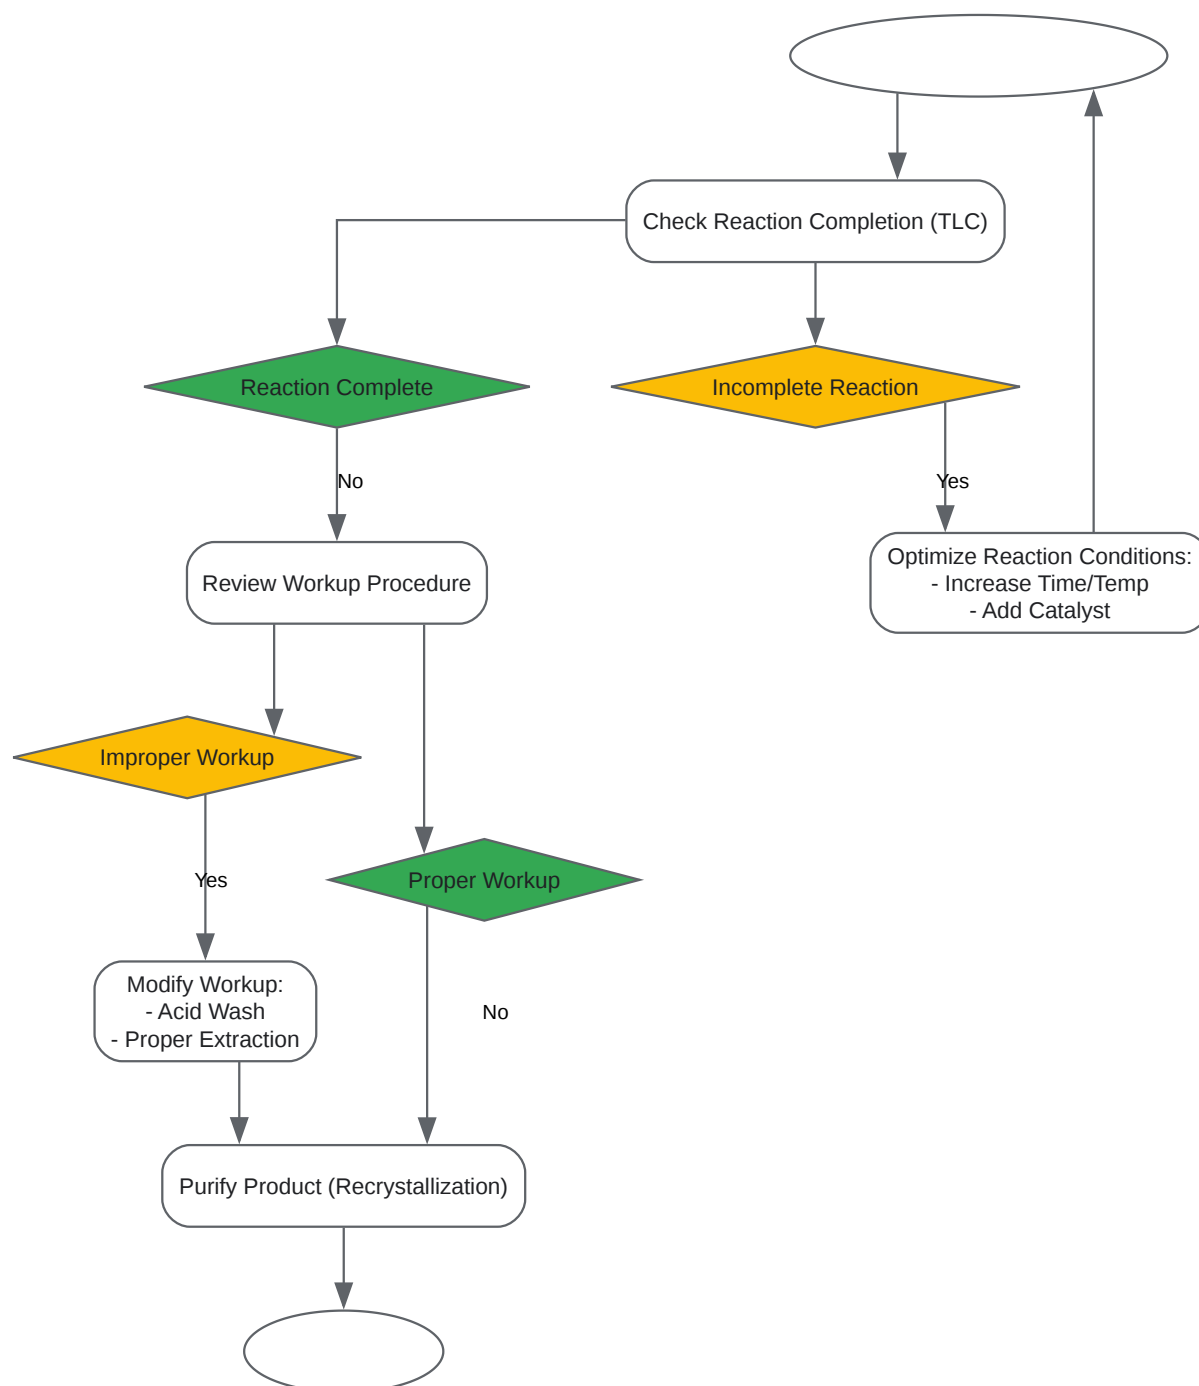 Check Reaction Completion (TLC)
Reaction Complete
Incomplete Reaction
No
Yes
Optimize Reaction Conditions:
- Increase Time/Temp
- Add Catalyst
Review Workup Procedure
Improper Workup
Proper Workup
Yes
Modify Workup:
- Acid Wash
- Proper Extraction
No
Purify Product (Recrystallization)